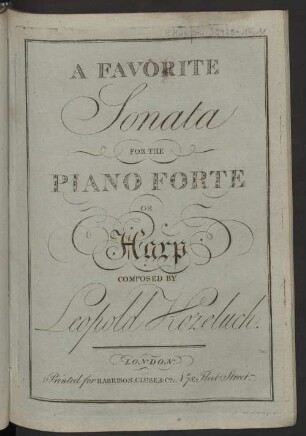 A FAVORITE
Sonata
FOR THE
PIANO FORTE
OR
Harp
COMPOSED BY
Leopold Kozeluch.
LONDON:
Printed for HARRISON, CLUSE, & Co. No. 78 Fleet Street.